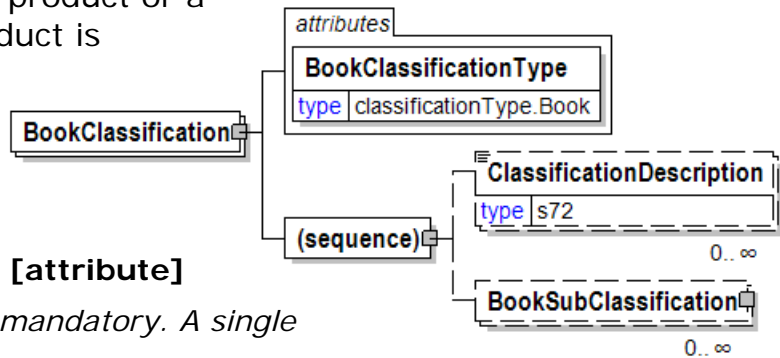 product or a
duct is
attributes
BookClassificationType
type classificationType.Book
BookClassification
ClassificationDescription
type s72
(sequence)
0.. ∞
[attribute]
BookSubClassification
mandatory. A single
0.. ∞